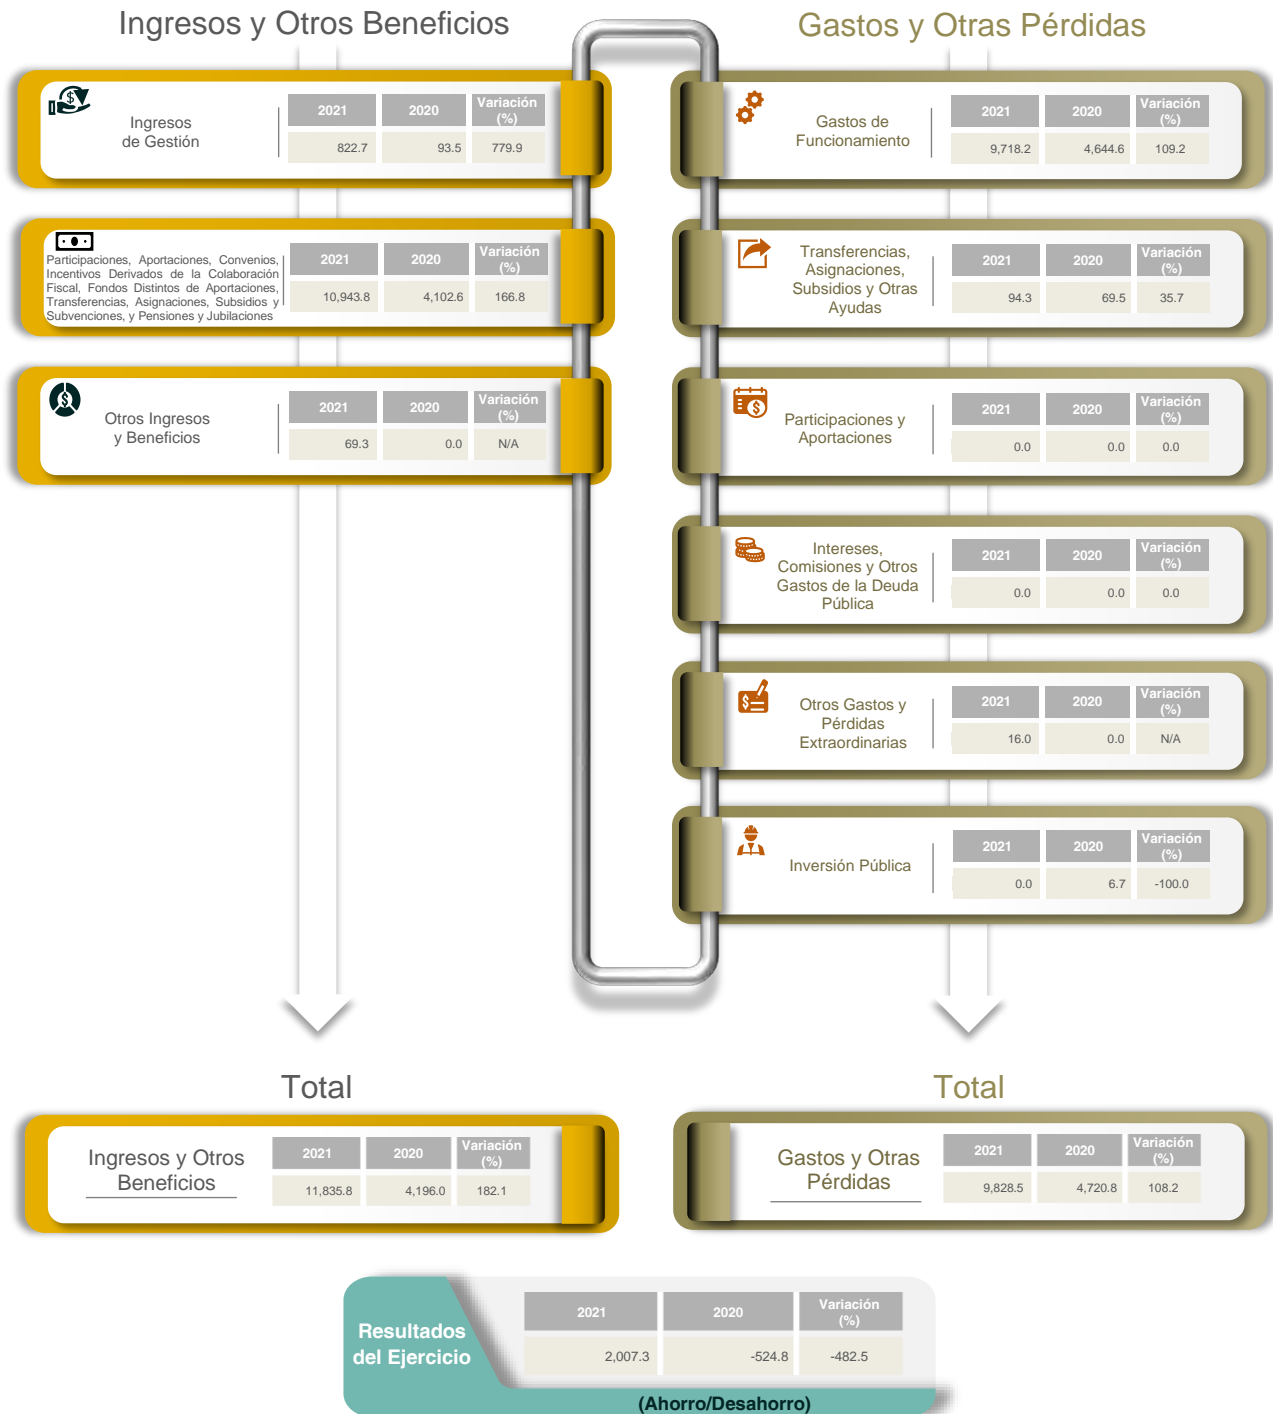 Ingresos y Otros Beneficios
Ingresos
de Gestión
2021 2020 Variación
(%)
822.7 93.5 779.9
Participaciones, Aportaciones, Convenios,
Incentivos Derivados de la Colaboración
Fiscal, Fondos Distintos de Aportaciones,
Transferencias, Asignaciones, Subsidios y
Subvenciones, y Pensiones y Jubilaciones
2021 2020 Variación
(%)
10,943.8 4,102.6 166.8
Otros Ingresos
y Beneficios
2021 2020 Variación
(%)
69.3 0.0 N/A
Total
Ingresos y Otros
Beneficios
2021 2020 Variación
(%)
11,835.8 4,196.0 182.1
Gastos y Otras Pérdidas
Gastos de
Funcionamiento
2021 2020 Variación
(%)
9,718.2 4,644.6 109.2
Transferencias,
Asignaciones,
Subsidios y Otras
Ayudas
2021 2020 Variación
(%)
94.3 69.5 35.7
Participaciones y
Aportaciones
2021 2020 Variación
(%)
0.0 0.0 0.0
Intereses,
Comisiones y Otros
Gastos de la Deuda
Pública
2021 2020 Variación
(%)
0.0 0.0 0.0
Otros Gastos y
Pérdidas
Extraordinarias
2021 2020 Variación
(%)
16.0 0.0 N/A
Inversión Pública
2021 2020 Variación
(%)
0.0 6.7 -100.0
Total
Gastos y Otras
Pérdidas
2021 2020 Variación
(%)
9,828.5 4,720.8 108.2
Resultados
del Ejercicio
2021 2020 Variación
(%)
2,007.3 -524.8 -482.5
(Ahorro/Desahorro)